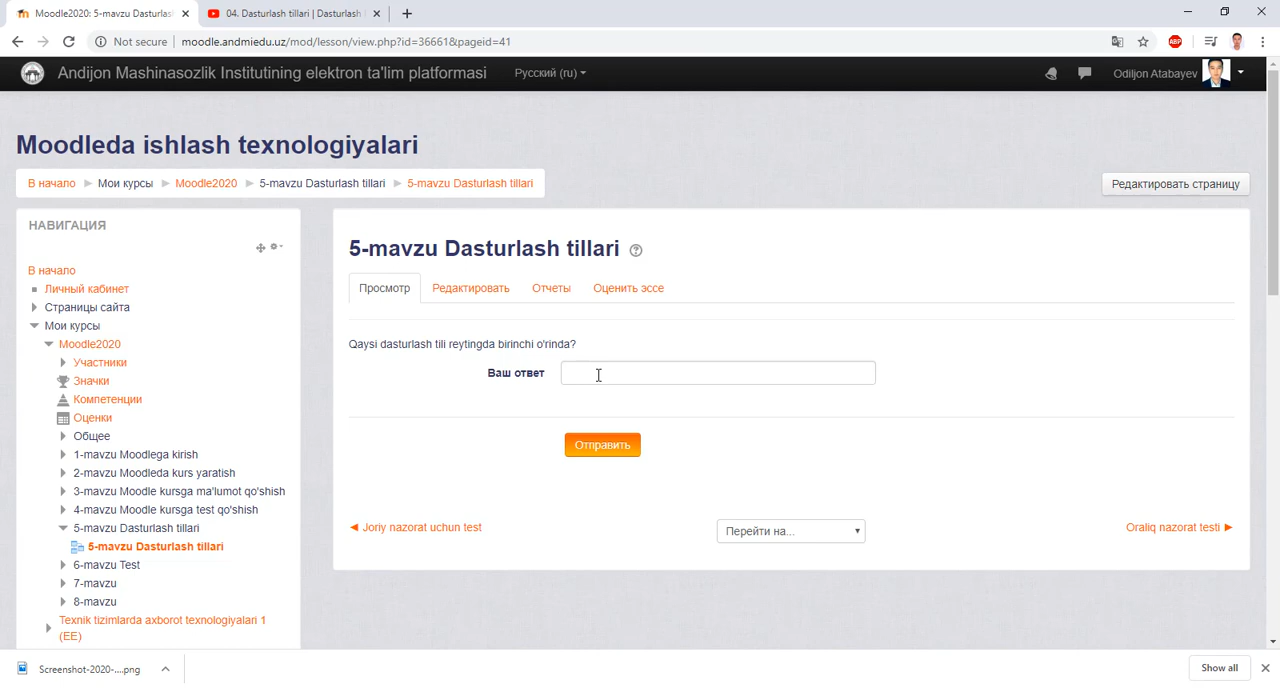 Moodle2020: 5-mavzu Dasturlas
04. Dasturlash tillari | Dasturlash
Not secure
moodle.andmiedu.uz/mod/lesson/view.php?id=36661&pageid=41
ABP
Andijon Mashinasozlik Institutining elektron ta'lim platformasi
Русский (ru)
Odiljon Atabayev
Moodleda ishlash texnologiyalari
В начало ► Мои курсы ► Moodle2020 ► 5-mavzu Dasturlash tillari ► 5-mavzu Dasturlash tillari
Редактировать страницу
НАВИГАЦИЯ
В начало
Личный кабинет
Страницы сайта
Мои курсы
Moodle2020
Участники
Значки
Компетенции
Оценки
Общее
1-mavzu Moodlega kirish
2-mavzu Moodleda kurs yaratish
3-mavzu Moodle kursga ma'lumot qo'shish
4-mavzu Moodle kursga test qo'shish
5-mavzu Dasturlash tillari
5-mavzu Dasturlash tillari
6-mavzu Test
7-mavzu
8-mavzu
Texnik tizimlarda axborot texnologiyalari 1
(EE)
5-mavzu Dasturlash tillari
Просмотр
Редактировать
Отчеты
Оценить эссе
Qaysi dasturlash tili reytingda birinchi o'rinda?
Ваш ответ
Отправить
◄ Joriy nazorat uchun test
Перейти на...
Oraliq nazorat testi ►
Screenshot-2020-....png
Show all